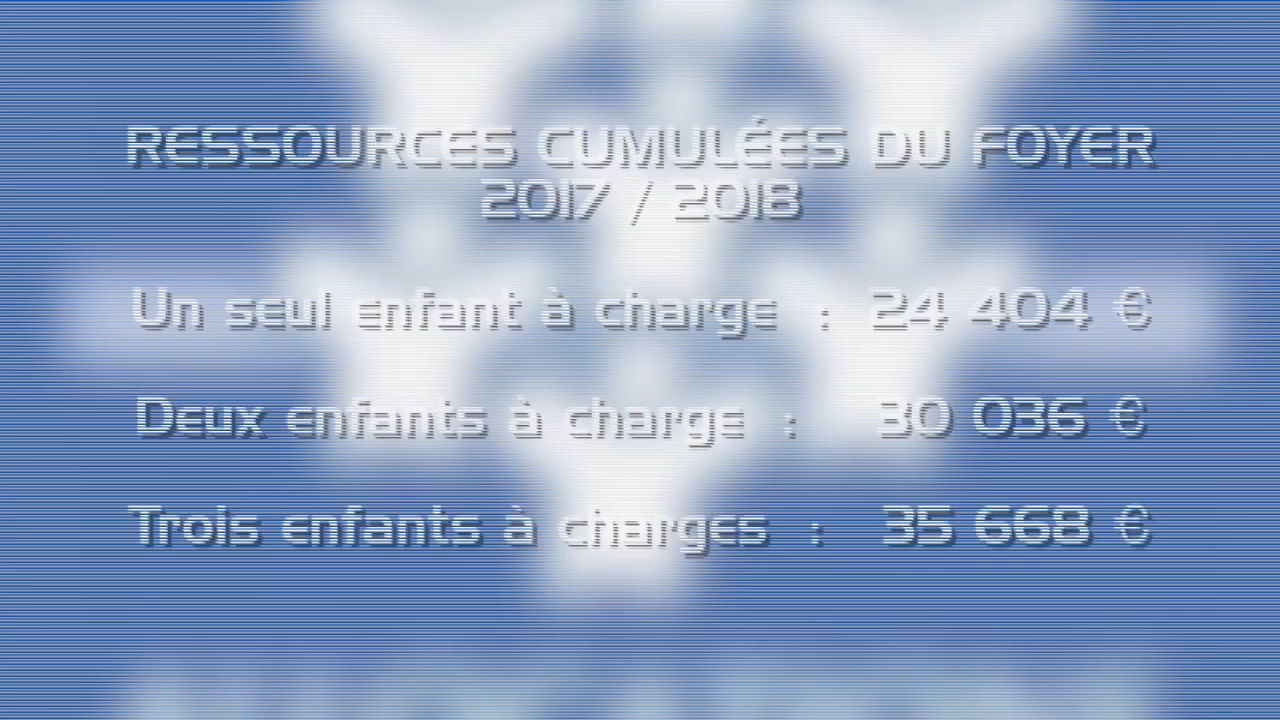 RESSOURCES CUMULÉES DU FOYER
2017 / 2018
Un seul enfant à charge : 24 404 €
Deux enfants à charge : 30 036 €
Trois enfants à charges : 35 668 €